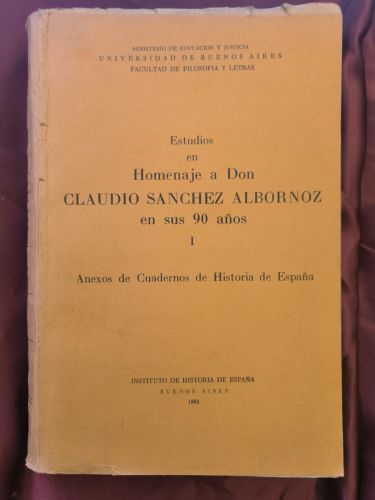 MINISTERIO DE EDUCACION Y JUSTICIA
UNIVERSIDAD DE BUENOS AIRES
FACULTAD DE FILOSOFIA Y LETRAS
Estudios
en
Homenaje a Don
CLAUDIO SANCHEZ ALBORNOZ
en sus 90 años
I
Anexos de Cuadernos de Historia de España
INSTITUTO DE HISTORIA DE ESPAÑA
BUENOS AIRES
1983